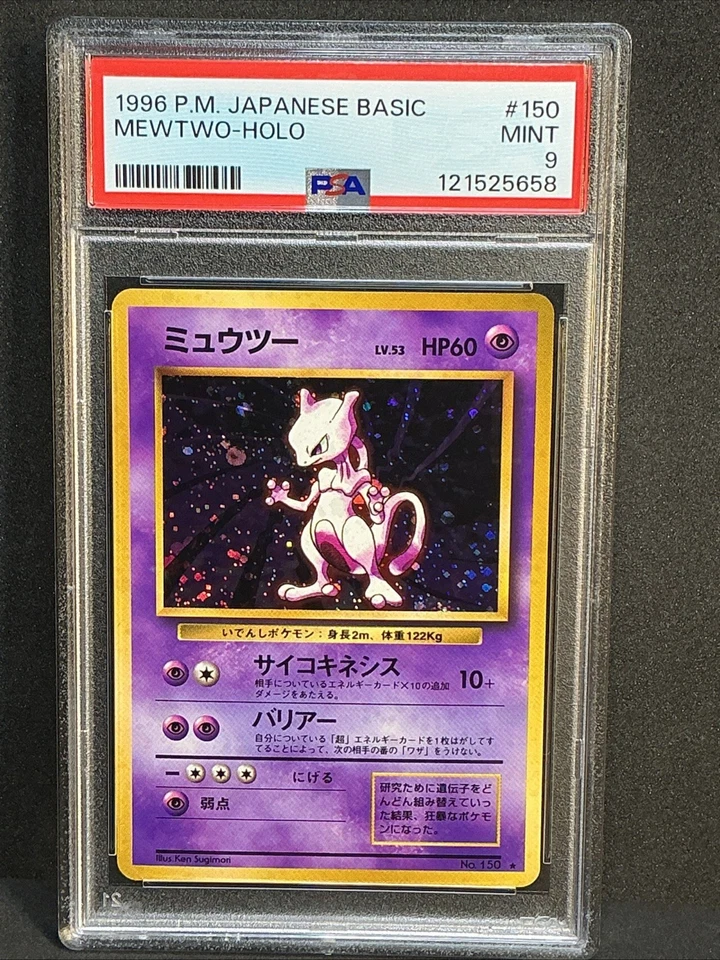 1996 P.M. JAPANESE BASIC #150
MEWTWO-HOLO MINT
9
PSA 121525658
ミュウツー LV.53 HP60
いでんしポケモン：身長2m、体重122Kg
サイコキネシス 10+
相手についているエネルギーカード×10の追加
ダメージをあたえる。
バリアー
自分についている「超」エネルギーカードを1枚はがしてす
てることによって、次の相手の番の「ワザ」をうけない。
にげる
弱点
研究ために遺伝子をど
んどん組み替えていっ
た結果、狂暴なポケモ
ンになった。
Illus. Ken Sugimori No. 150 ★
21